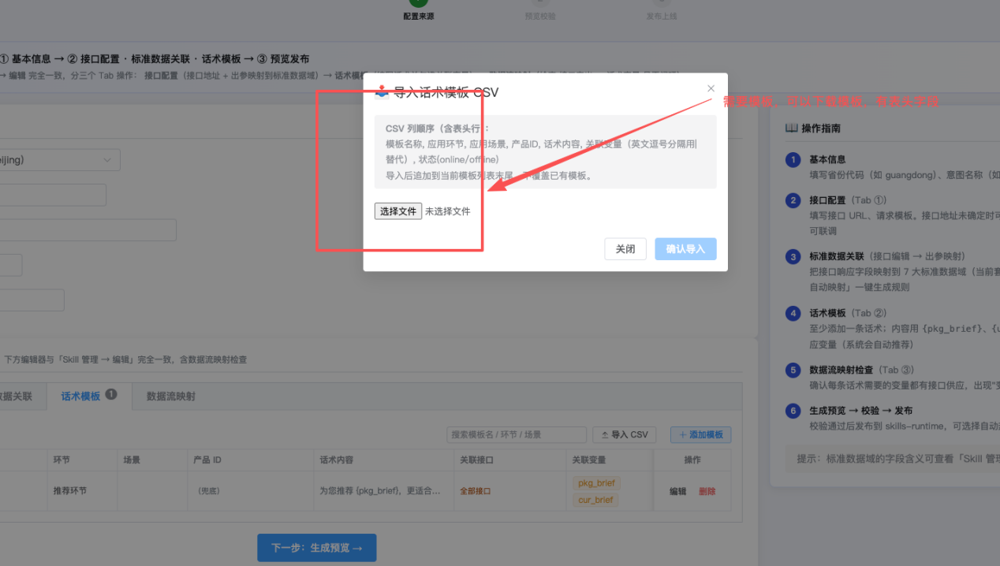 配置来源
预览校验
发布上线
① 基本信息 → ② 接口配置 · 标准数据关联 · 话术模板 → ③ 预览发布
→ 编辑 完全一致，分三个 Tab 操作： 接口配置（接口地址 + 出参映射到标准数据域）→ 话术模板
导入话术模板 CSV
需要模板，可以下载模板，有表头字段
CSV 列顺序（含表头行）：
模板名称, 应用环节, 应用场景, 产品ID, 话术内容, 关联变量（英文逗号分隔用|
替代）, 状态(online/offline)
导入后追加到当前模板列表末尾，不覆盖已有模板。
选择文件 未选择文件
关闭
确认导入
eijing)
操作指南
1 基本信息
填写省份代码（如 guangdong）、意图名称（如
2 接口配置（Tab ①）
填写接口 URL、请求模板。接口地址未确定时可
可联调
3 标准数据关联（接口编辑 → 出参映射）
把接口响应字段映射到 7 大标准数据域（当前套
自动映射」一键生成规则
4 话术模板（Tab ②）
至少添加一条话术；内容用 {pkg_brief}、{u
应变量（系统会自动推荐）
5 数据流映射检查（Tab ③）
确认每条话术需要的变量都有接口供应，出现"变
6 生成预览 → 校验 → 发布
校验通过后发布到 skills-runtime，可选择自动
提示：标准数据域的字段含义可查看「Skill 管理
下方编辑器与「Skill 管理 → 编辑」完全一致，含数据流映射检查
数据关联
话术模板 1
数据流映射
搜索模板名 / 环节 / 场景
导入 CSV
＋ 添加模板
环节 场景 产品 ID 话术内容 关联接口 关联变量 操作
推荐环节 （兜底） 为您推荐 {pkg_brief}，更适合... 全部接口 pkg_brief 编辑 删除
cur_brief
下一步：生成预览 →